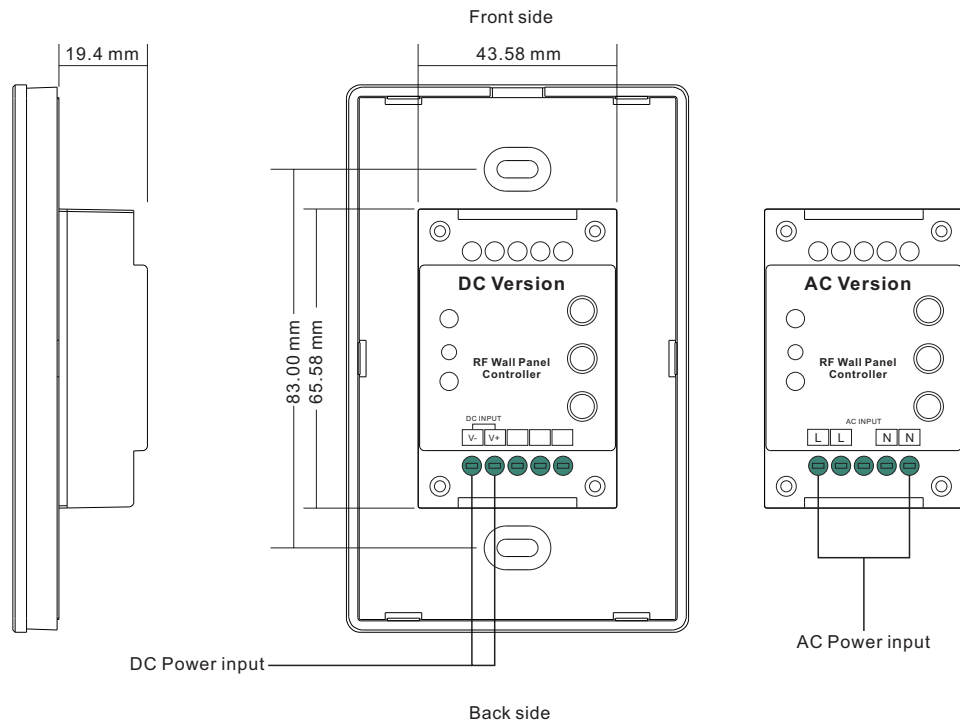 Front side
19.4 mm
43.58 mm
83.00 mm
65.58 mm
DC Version
RF Wall Panel
Controller
DC INPUT
V- V+
AC Version
RF Wall Panel
Controller
AC INPUT
L L N N
DC Power input
AC Power input
Back side